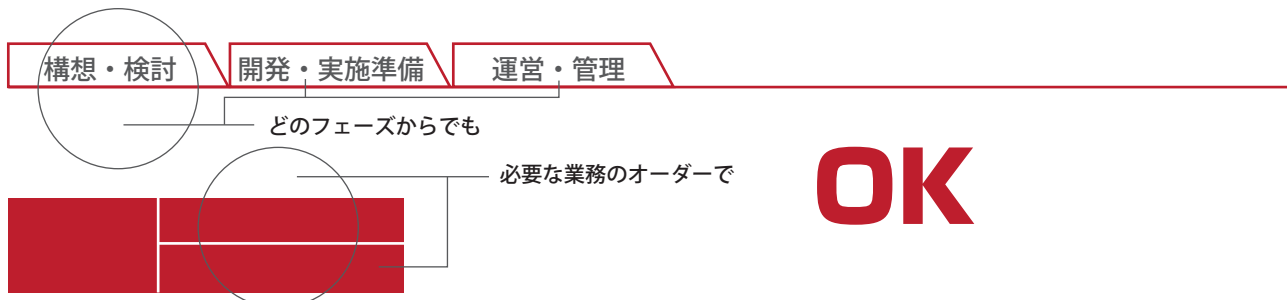 構想・検討
開発・実施準備
運営・管理
どのフェーズからでも
必要な業務のオーダーで
OK